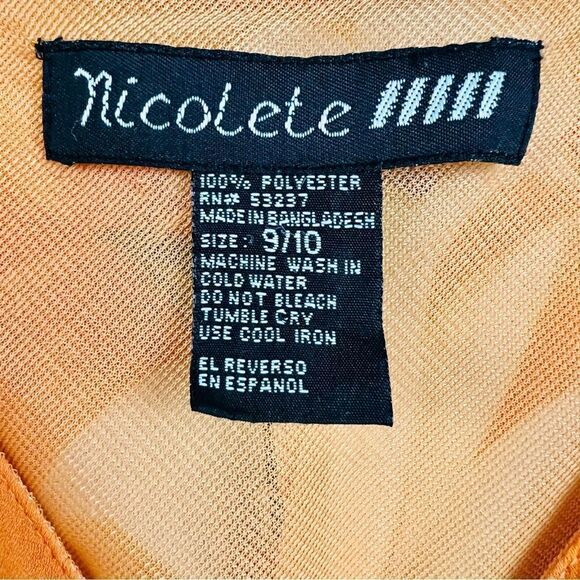 Nicolete
100% POLYESTER
RN# 53237
MADE IN BANGLADESH
SIZE: 9/10
MACHINE WASH IN
COLD WATER
DO NOT BLEACH
TUMBLE CRY
USE COOL IRON
EL REVERSO
EN ESPANOL